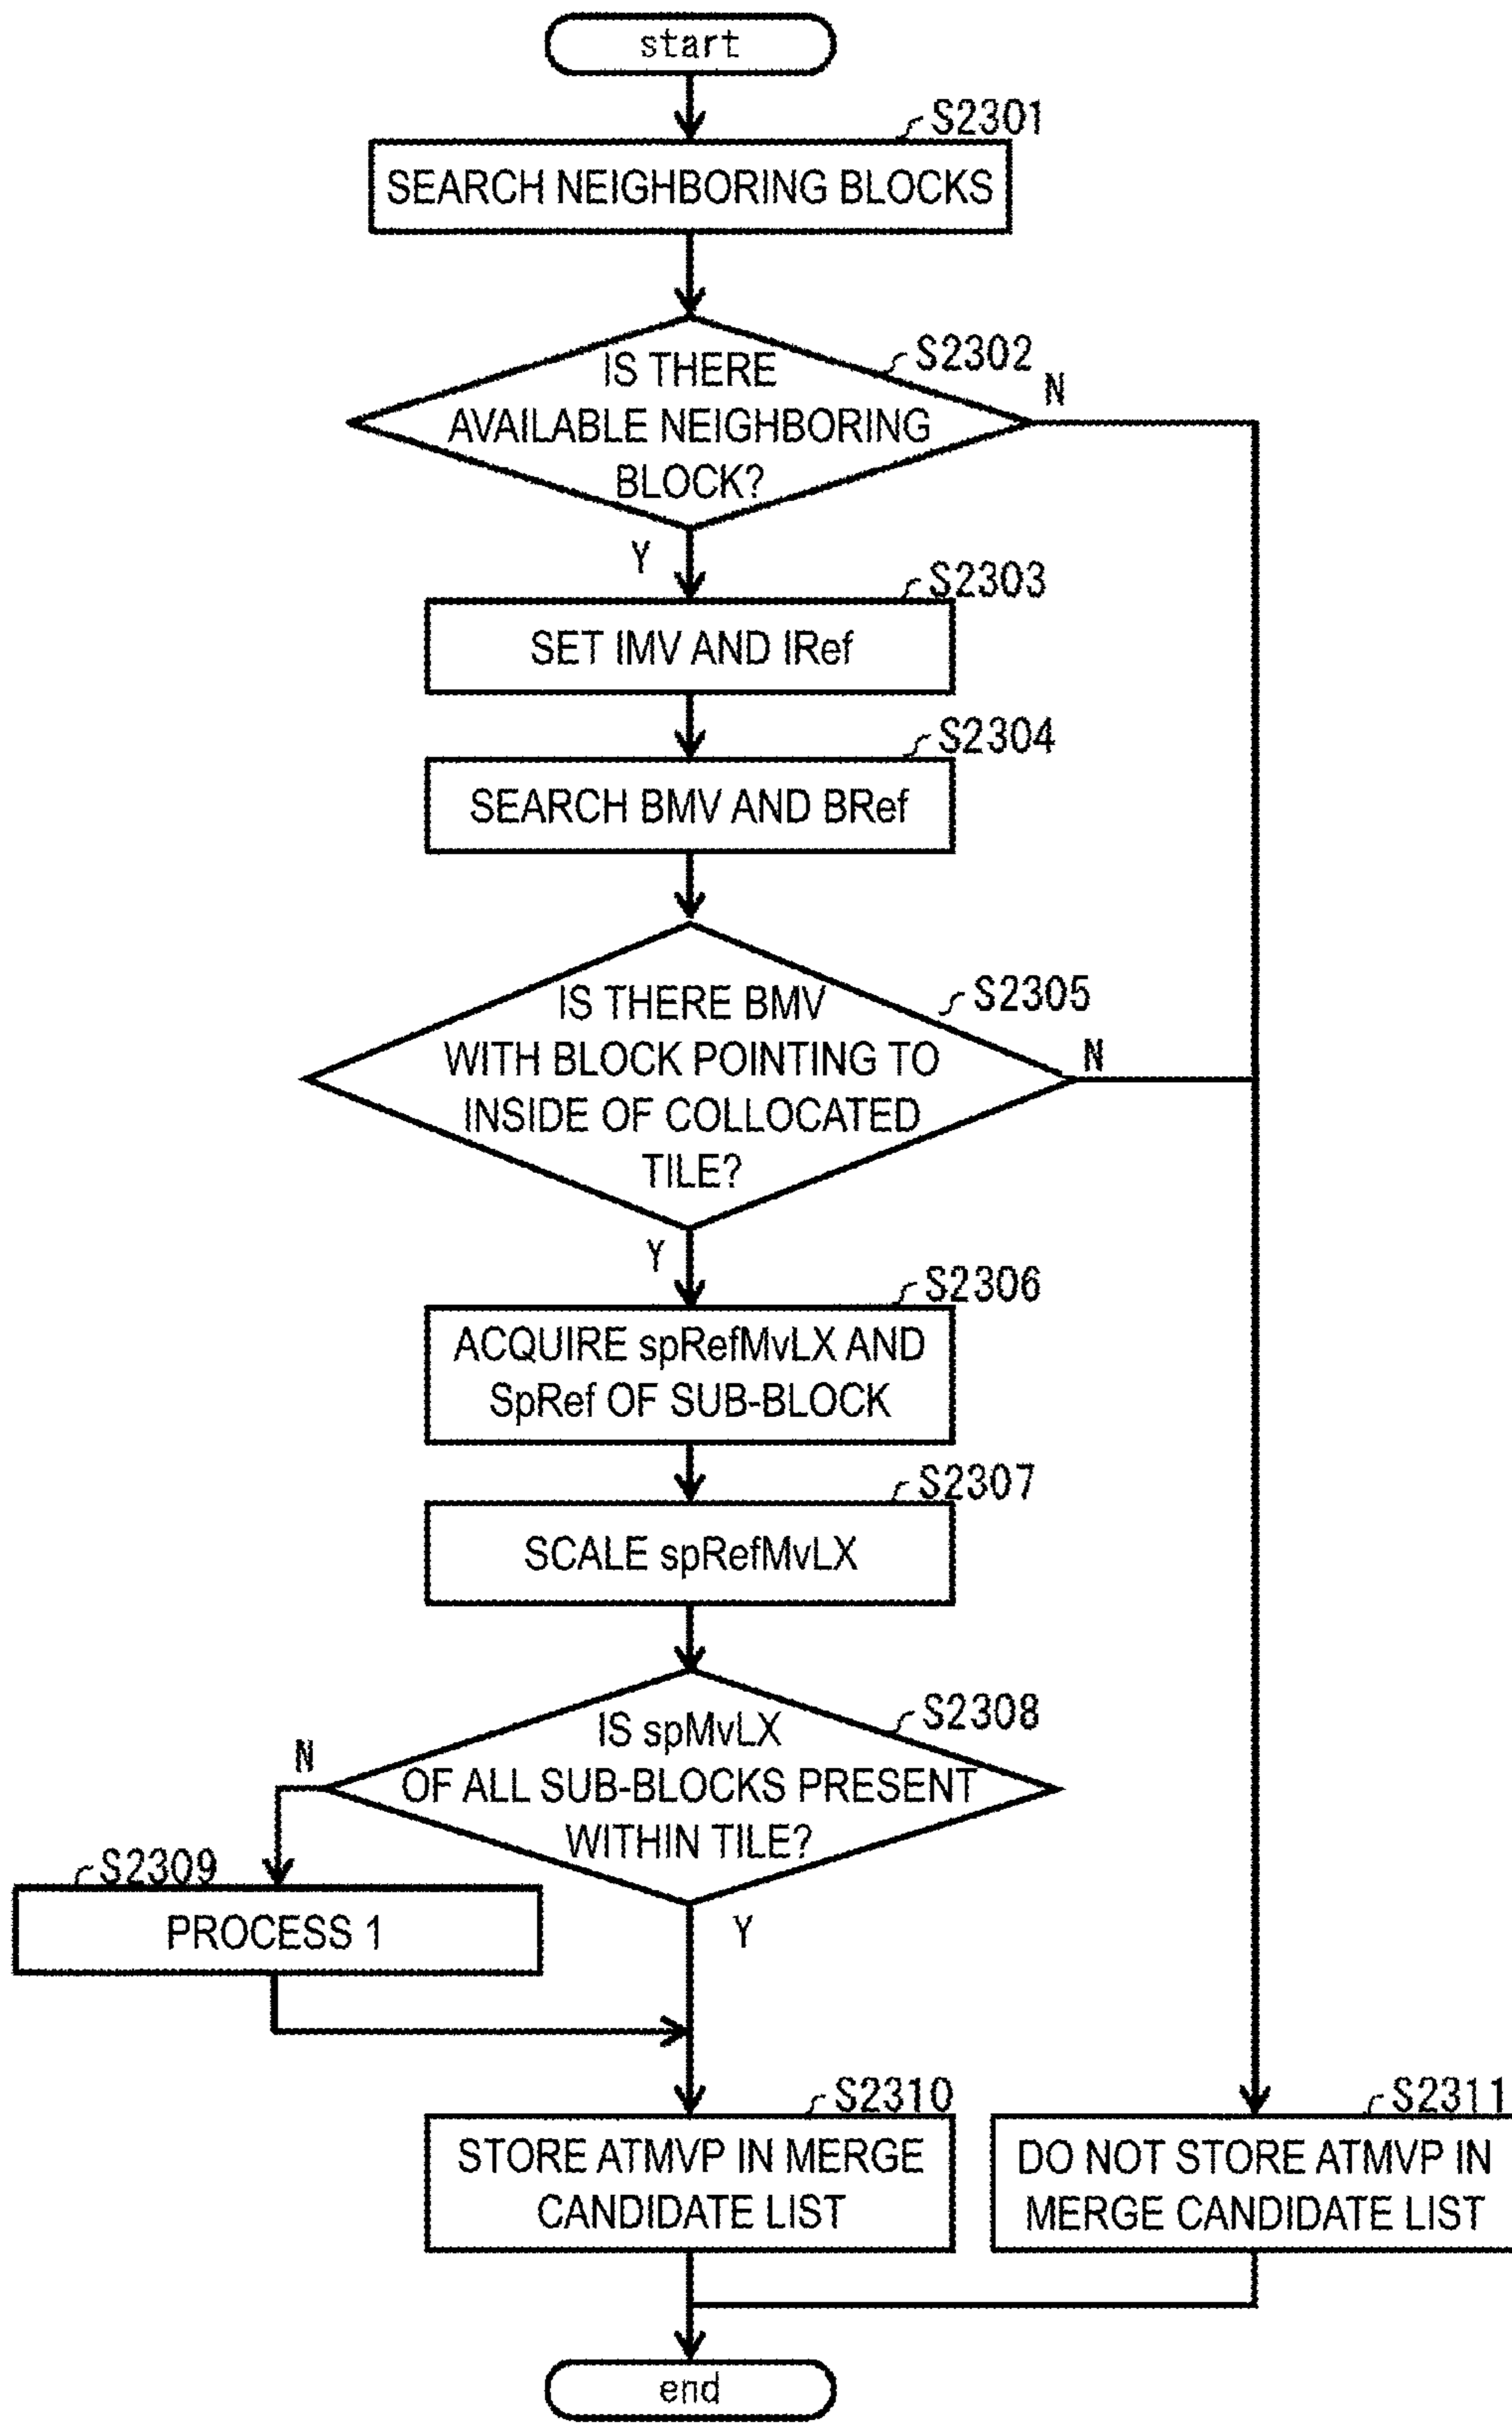 start
S2301
SEARCH NEIGHBORING BLOCKS
S2302
IS THERE
AVAILABLE NEIGHBORING
BLOCK?
N
Y
S2303
SET IMV AND IRef
S2304
SEARCH BMV AND BRef
S2305
IS THERE BMV
WITH BLOCK POINTING TO
INSIDE OF COLLOCATED
TILE?
N
Y
S2306
ACQUIRE spRefMvLX AND
SpRef OF SUB-BLOCK
S2307
SCALE spRefMvLX
S2308
IS spMvLX
OF ALL SUB-BLOCKS PRESENT
WITHIN TILE?
N
Y
S2309
PROCESS 1
S2310
STORE ATMVP IN MERGE
CANDIDATE LIST
S2311
DO NOT STORE ATMVP IN
MERGE CANDIDATE LIST
end